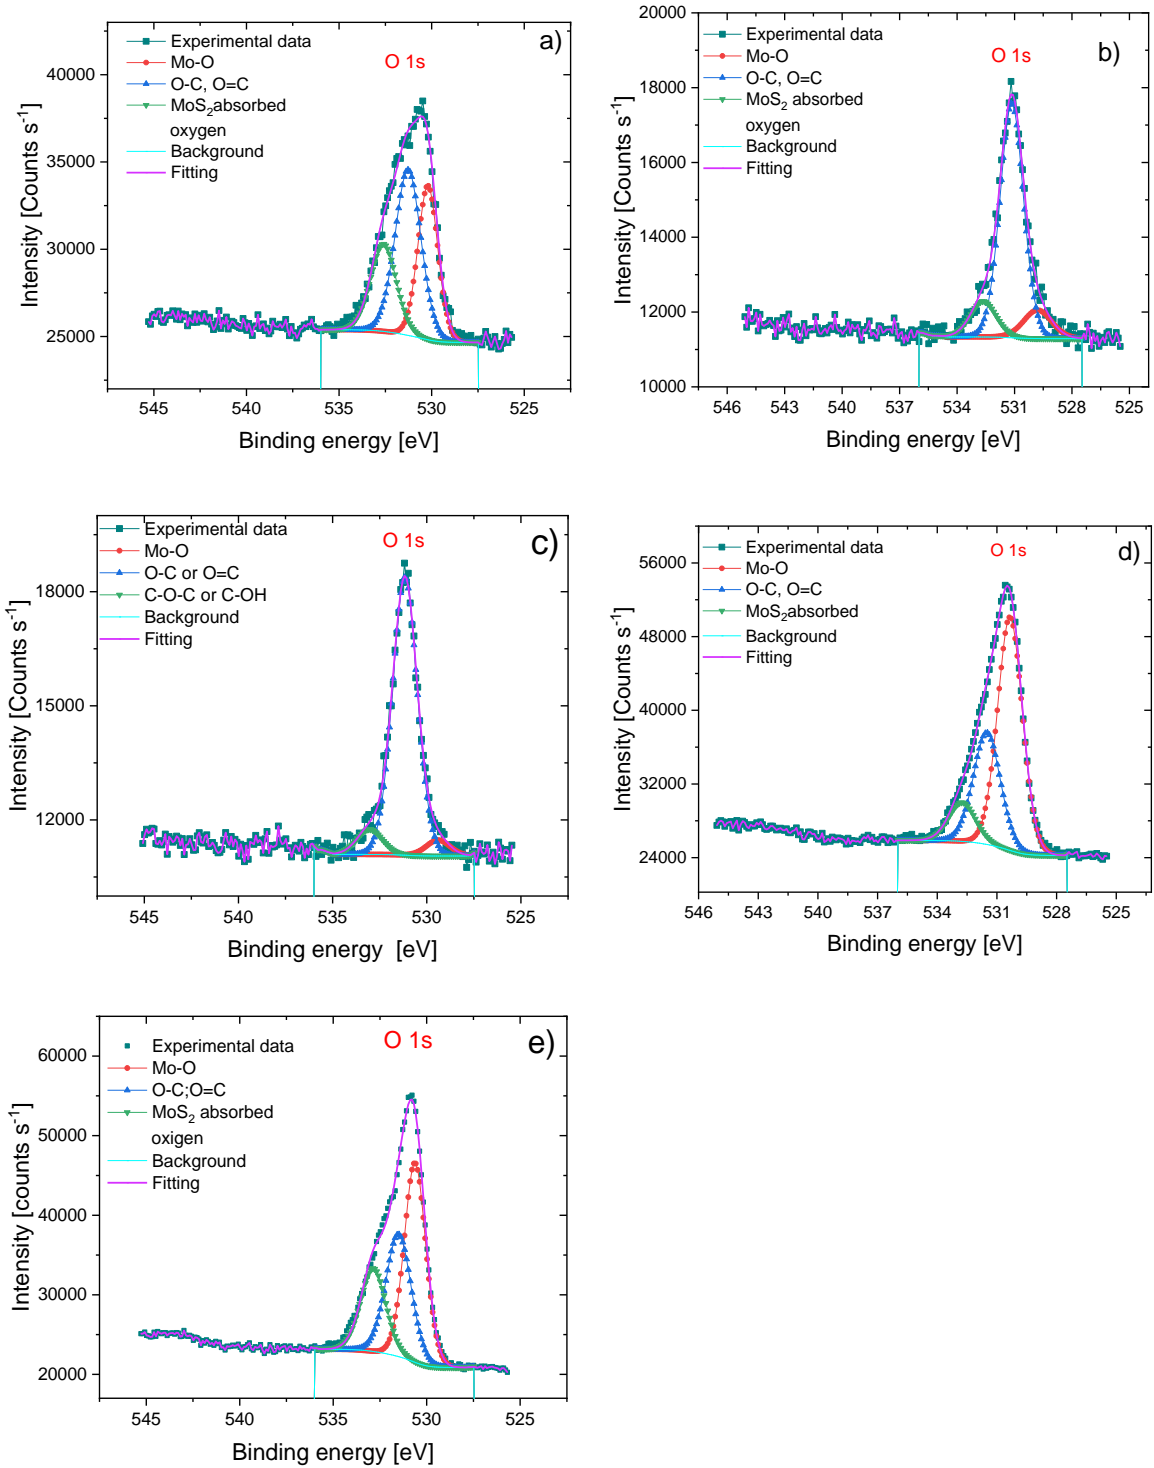 a)
O 1s
Experimental data
Mo-O
O-C, O=C
MoS2absorbed
oxygen
Background
Fitting
40000
35000
30000
25000
545 540 535 530 525
Intensity [Counts s-1]
Binding energy [eV]
b)
O 1s
Experimental data
Mo-O
O-C, O=C
MoS2 absorbed
oxygen
Background
Fitting
20000
18000
16000
14000
12000
10000
546 543 540 537 534 531 528 525
Intensity [Counts s-1]
Binding energy [eV]
c)
O 1s
Experimental data
Mo-O
O-C or O=C
C-O-C or C-OH
Background
Fitting
18000
15000
12000
545 540 535 530 525
Intensity [Counts s-1]
Binding energy [eV]
d)
O 1s
Experimental data
Mo-O
O-C, O=C
MoS2absorbed
Background
Fitting
56000
48000
40000
32000
24000
546 543 540 537 534 531 528 525
Intensity [Counts s-1]
Binding energy [eV]
e)
O 1s
Experimental data
Mo-O
O-C;O=C
MoS2 absorbed
oxigen
Background
Fitting
60000
50000
40000
30000
20000
545 540 535 530 525
Intensity [counts s-1]
Binding energy [eV]